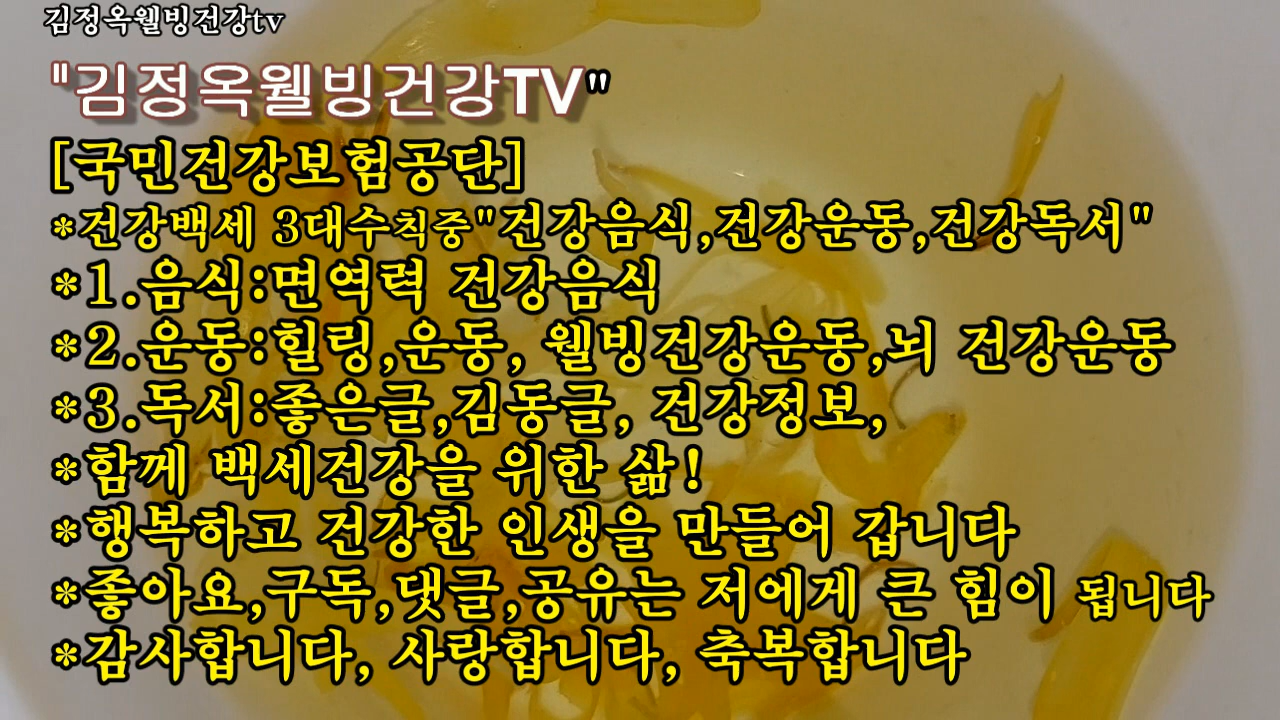 김정옥웰빙건강tv
"김정옥웰빙건강TV"
[국민건강보험공단]
*건강백세 3대수칙중"건강음식,건강운동,건강독서"
*1.음식:면역력 건강음식
*2.운동:힐링,운동, 웰빙건강운동,뇌 건강운동
*3.독서:좋은글,김동글, 건강정보,
*함께 백세건강을 위한 삶!
*행복하고 건강한 인생을 만들어 갑니다
*좋아요,구독,댓글,공유는 저에게 큰 힘이 됩니다
*감사합니다, 사랑합니다, 축복합니다